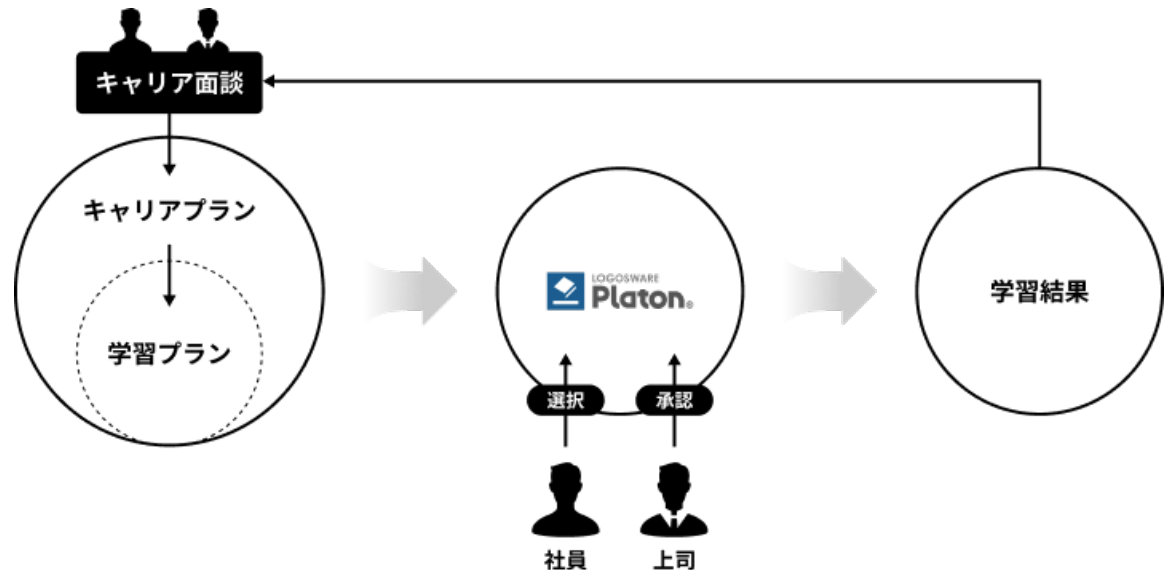 キャリア面談
キャリアプラン
学習プラン
LOGOSWARE
Platon®
選択
承認
社員
上司
学習結果